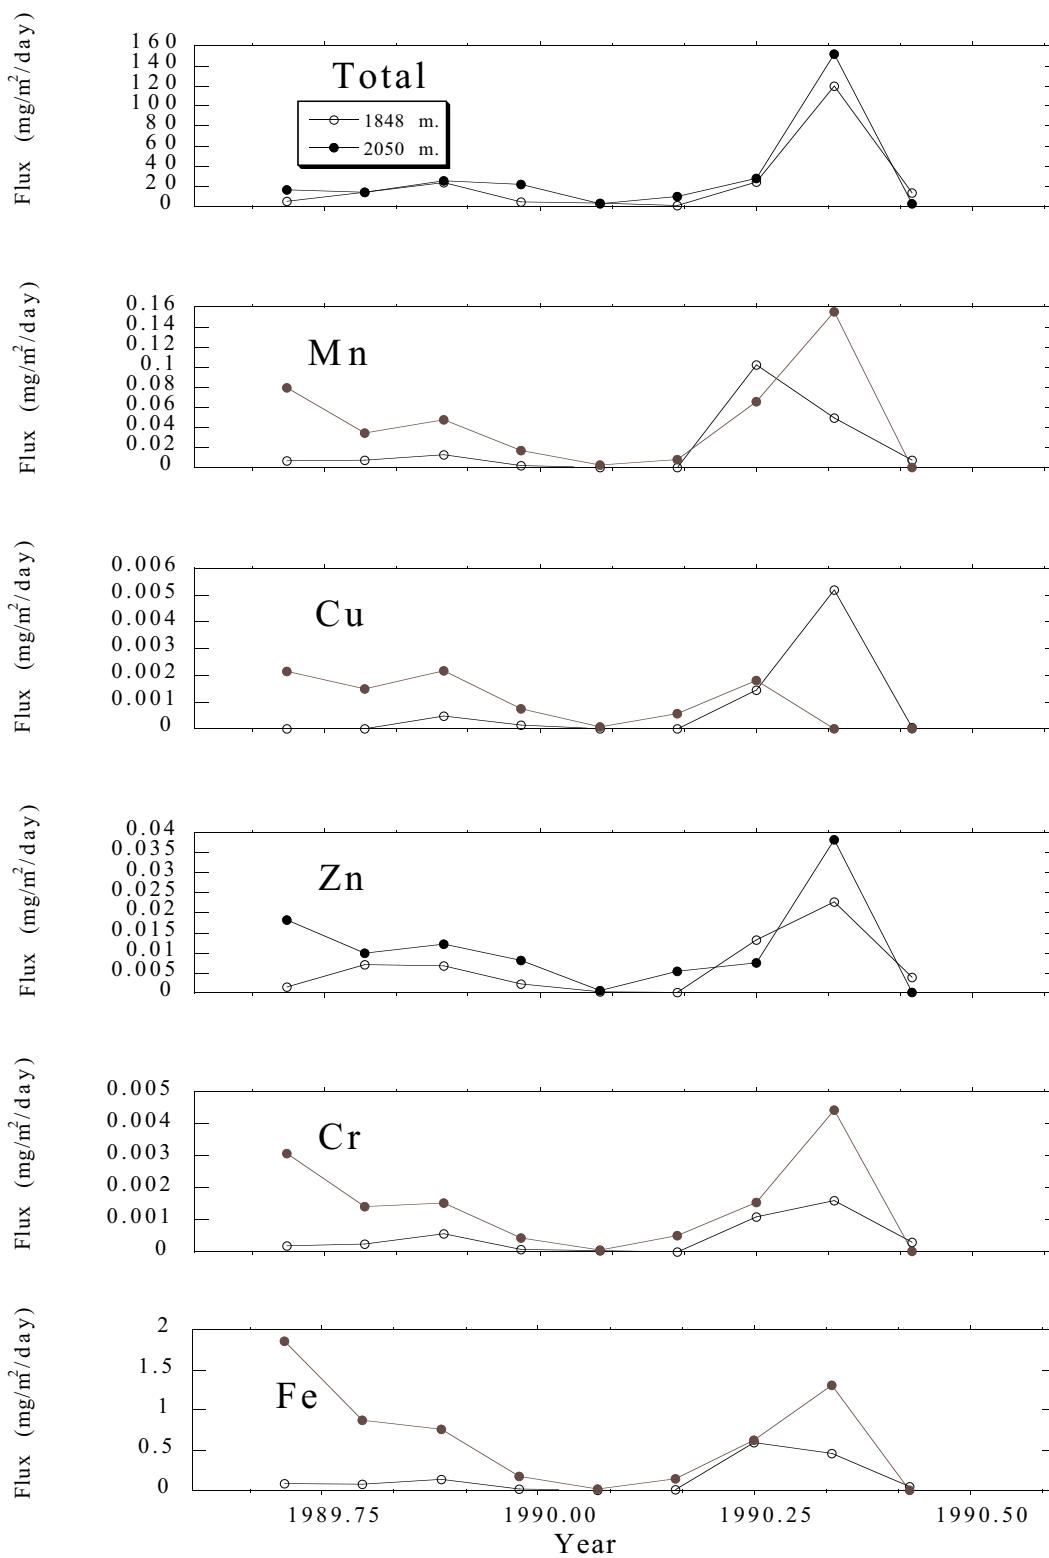 Flux (mg/m²/day)
160
140
120
100
80
60
40
20
0
Total
1848 m.
2050 m.
Flux (mg/m²/day)
0.16
0.14
0.12
0.1
0.08
0.06
0.04
0.02
0
Mn
Flux (mg/m²/day)
0.006
0.005
0.004
0.003
0.002
0.001
0
Cu
Flux (mg/m²/day)
0.04
0.035
0.03
0.025
0.02
0.015
0.01
0.005
0
Zn
Flux (mg/m²/day)
0.005
0.004
0.003
0.002
0.001
0
Cr
Flux (mg/m²/day)
2
1.5
1
0.5
0
Fe
1989.75 1990.00 1990.25 1990.50
Year